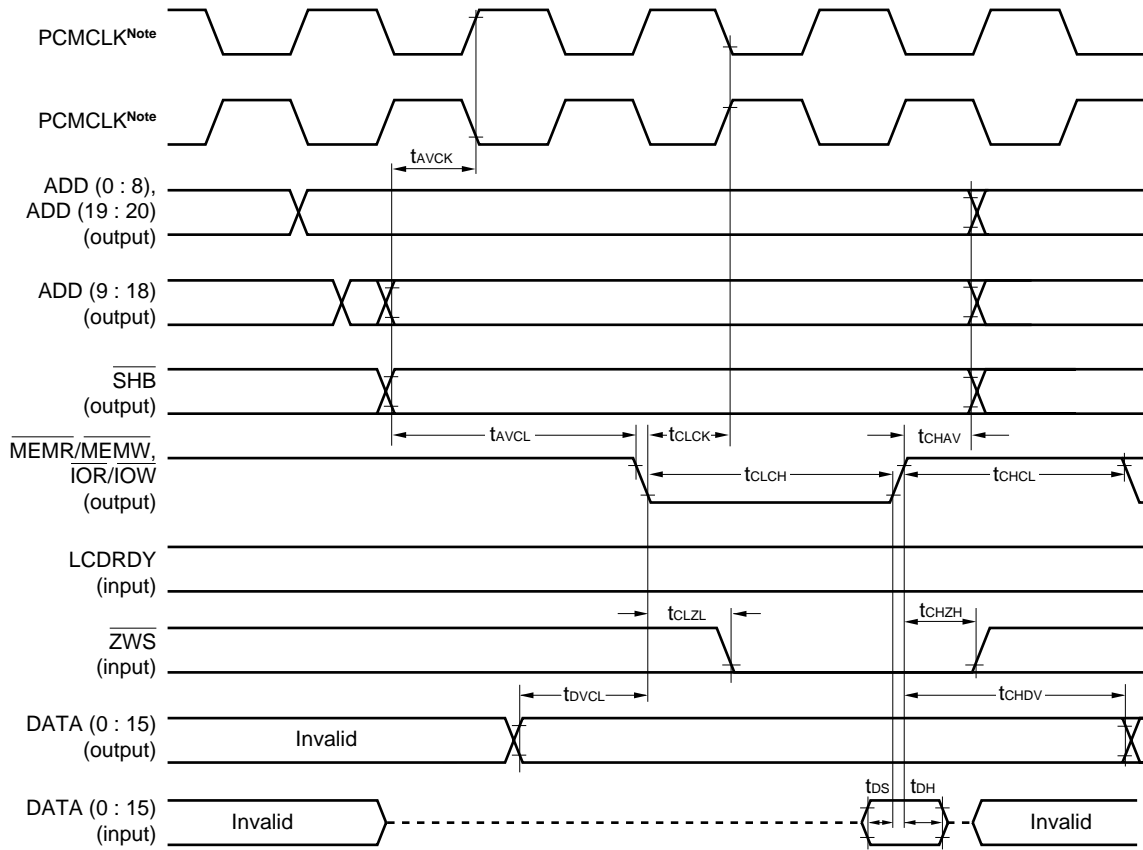 PCMCLKNote
PCMCLKNote
tAVCK
ADD (0 : 8),
ADD (19 : 20)
(output)
ADD (9 : 18)
(output)
SHB
(output)
tAVCL
tCLCK
tCHAV
MEMR/MEMW,
IOR/IOW
(output)
tCLCH
tCHCL
LCDRDY
(input)
tCLZL
tCHZH
ZWS
(input)
tDVCL
tCHDV
DATA (0 : 15)
(output)
Invalid
tDS
tDH
DATA (0 : 15)
(input)
Invalid
Invalid